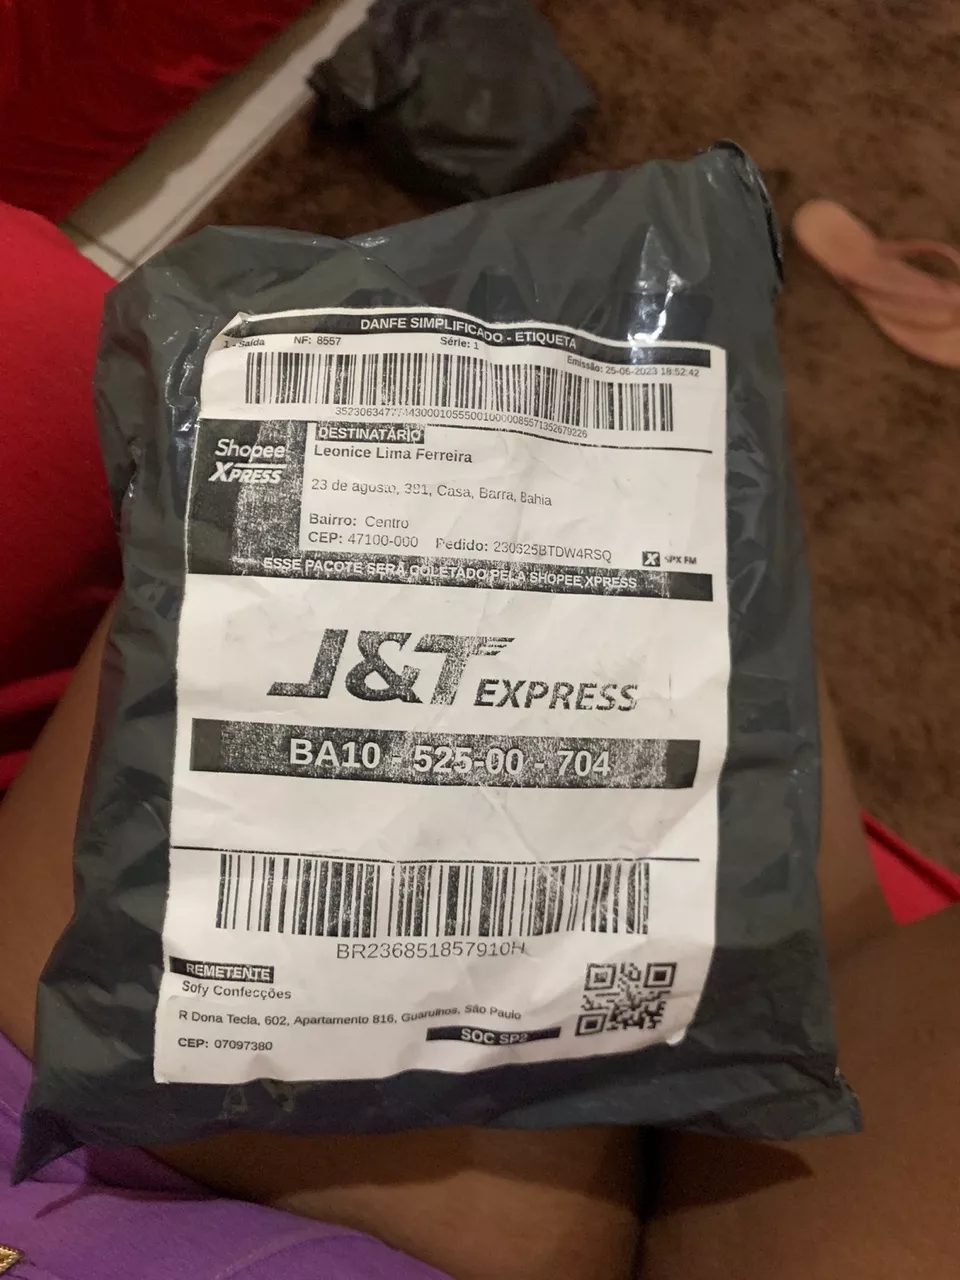 DANFE SIMPLIFICADO - ETIQUETA
1 - Saída NF: 8557 Série: 1
Emissão: 25-06-2023 18:52:42
DESTINATÁRIO
Leonice Lima Ferreira
Shopee
XPRESS
23 de agosto, 391, Casa, Barra, Bahia
Bairro: Centro
CEP: 47100-000 Pedido: 230625BTDW4RSQ
X SPX FM
ESSE PACOTE SERÁ COLETADO PELA SHOPEE XPRESS
J&T EXPRESS
BA10 - 525-00 - 704
BR236851857910H
REMETENTE
Sofy Confecções
R Dona Tecla, 602, Apartamento 816, Guarulhos, São Paulo
SOC SP2
CEP: 07097380